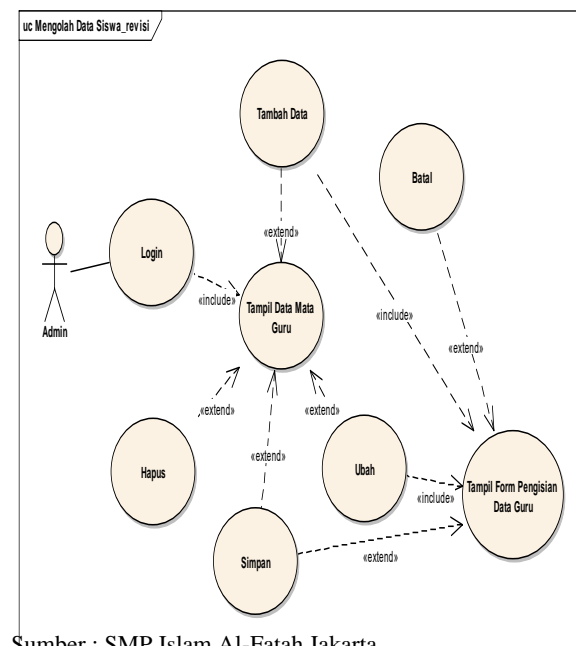 uc Mengolah Data Siswa_revisi
Tambah Data
Batal
«extend»
Login
«include»
Tampil Data Mata
Guru
Admin
«include»
«extend»
«extend»
«extend»
Hapus
«extend»
Ubah
Tampil Form Pengisian
Data Guru
«include»
Simpan
«extend»
Sumber : SMP Islam Al-Fatah Jakarta